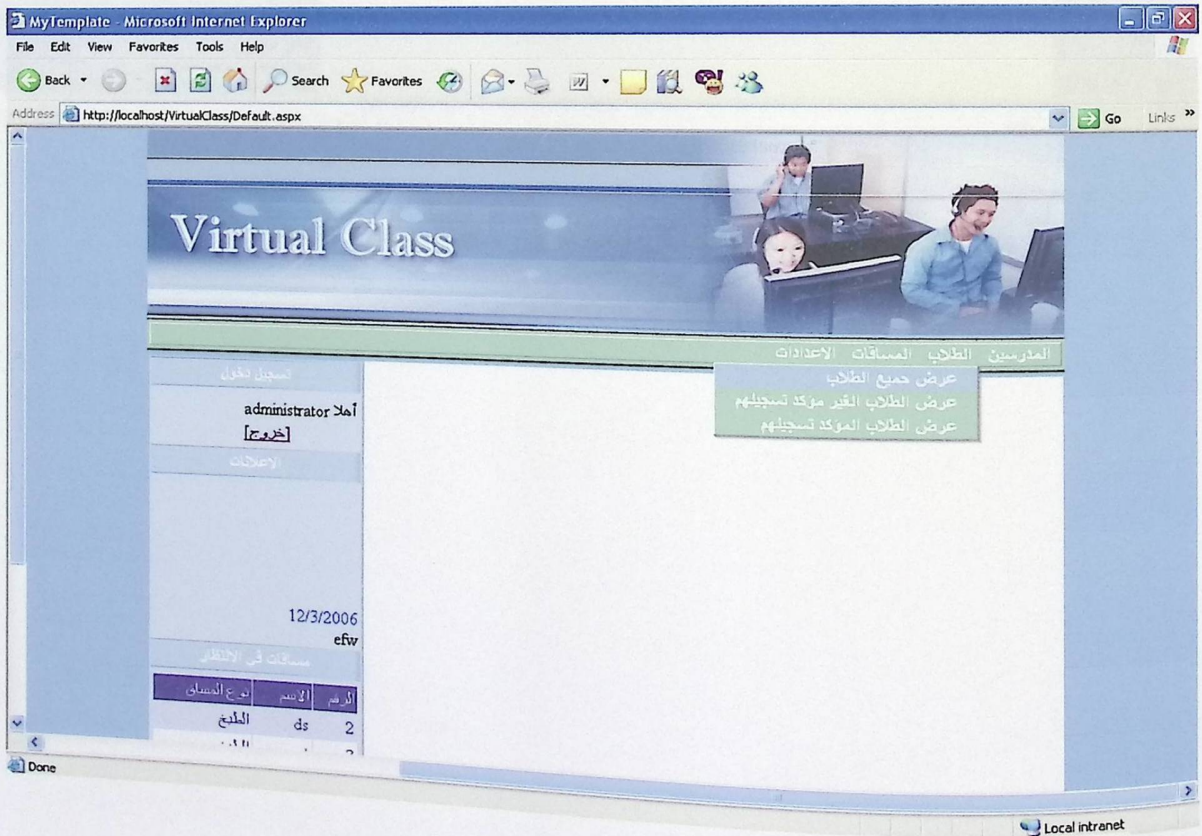 MyTemplate - Microsoft Internet Explorer
File Edit View Favorites Tools Help
Back Search Favorites
Address http://localhost/VirtualClass/Default.aspx Go Links »
Virtual Class
المدرسين الطلاب المساقات الاعدادات
عرض جميع الطلاب
عرض الطلاب الغير مؤكد تسجيلهم
عرض الطلاب الموكد تسجيلهم
تسجيل دخول
أهلا administrator
[خروج]
الاعلانات
12/3/2006
efw
مساقات في الانتظار
الرقم الاسم نوع المساق
2 ds الطبخ
Done
Local intranet